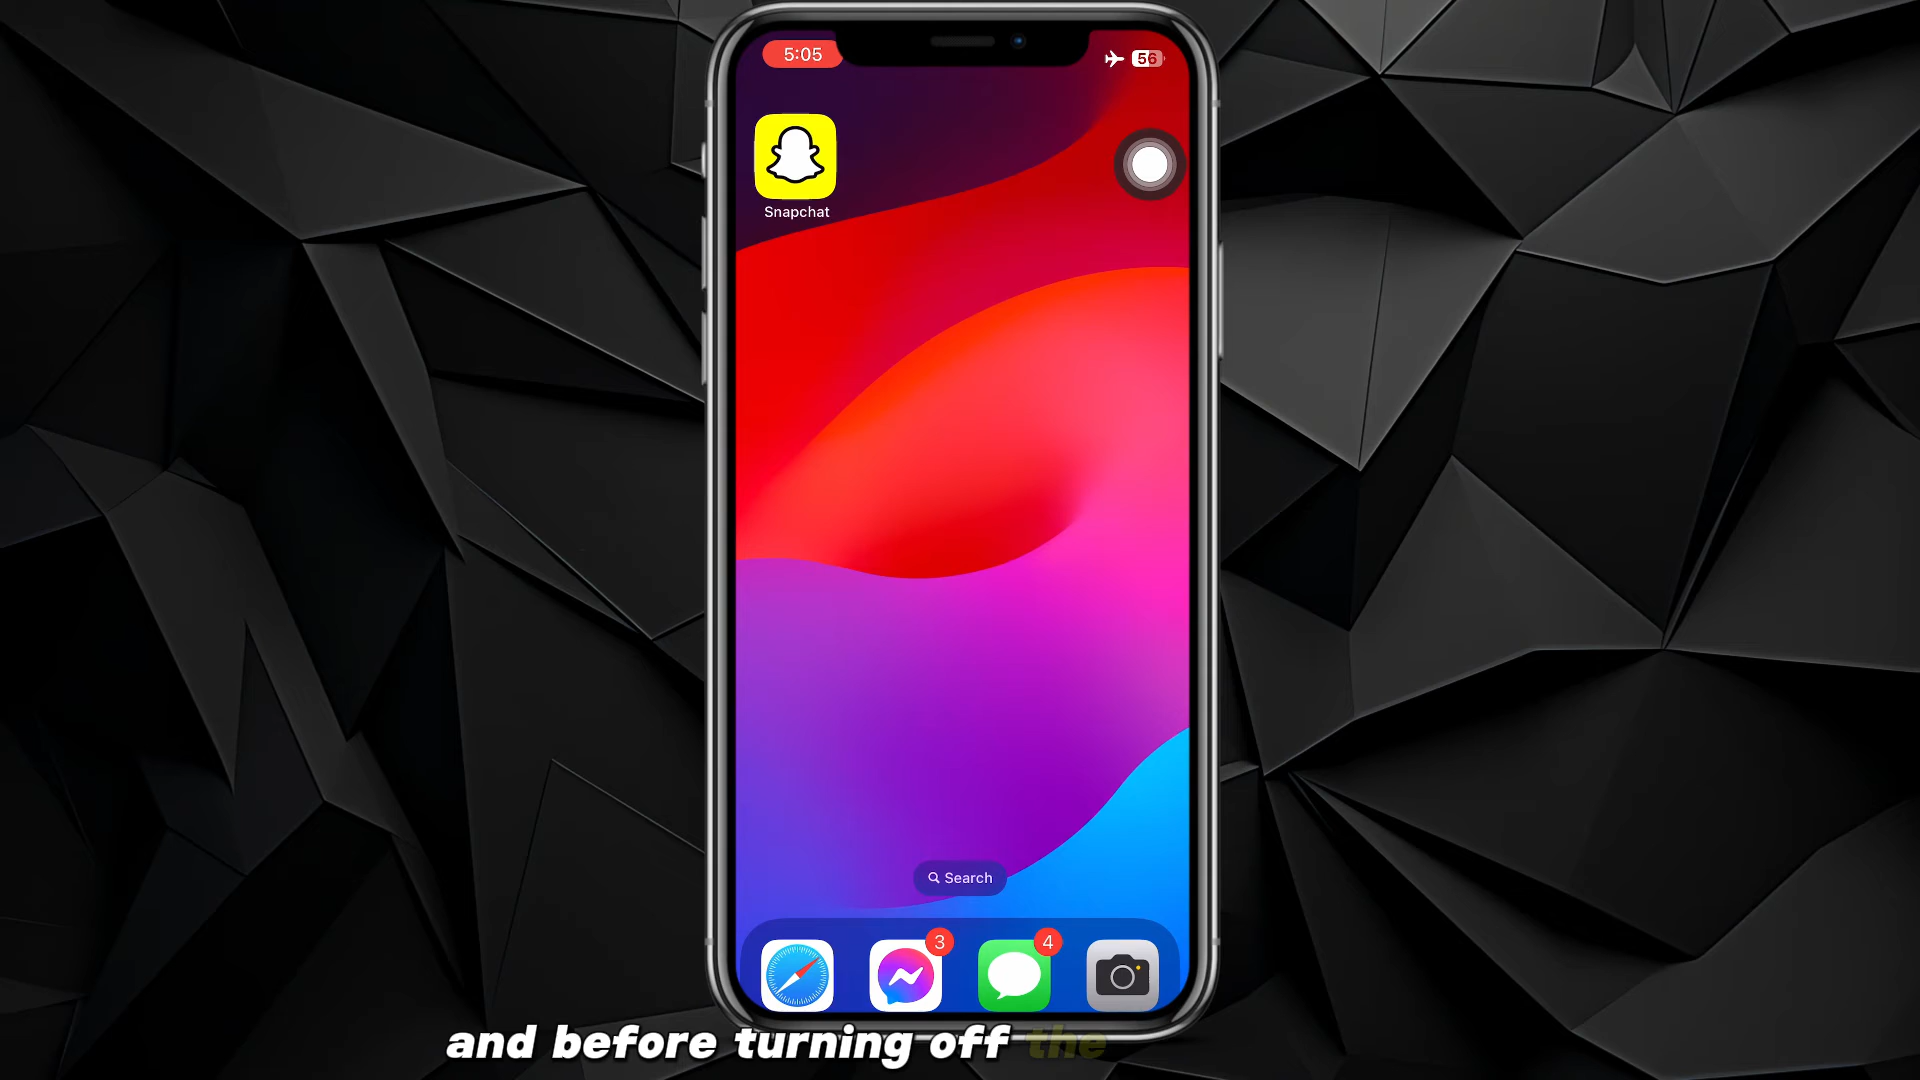 5:05
56
Snapchat
Search
3
4
and before turning off the